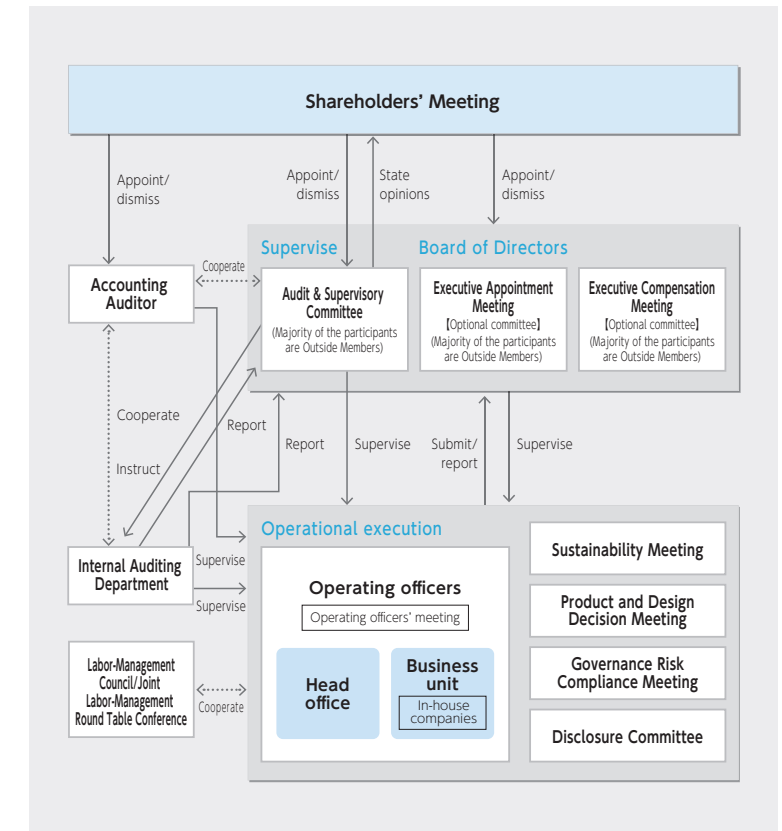 Shareholders' Meeting
Appoint/
dismiss
Appoint/
dismiss
State
opinions
Appoint/
dismiss
Supervise
Board of Directors
Cooperate
Accounting
Auditor
Audit & Supervisory
Committee
(Majority of the participants
are Outside Members)
Executive Appointment
Meeting
【Optional committee】
(Majority of the participants
are Outside Members)
Executive Compensation
Meeting
【Optional committee】
(Majority of the participants
are Outside Members)
Cooperate
Instruct
Report
Report
Supervise
Submit/
report
Supervise
Internal Auditing
Department
Supervise
Supervise
Operational execution
Operating officers
Operating officers' meeting
Head
office
Business
unit
In-house
companies
Sustainability Meeting
Product and Design
Decision Meeting
Governance Risk
Compliance Meeting
Disclosure Committee
Labor-Management
Council/Joint
Labor-Management
Round Table Conference
Cooperate